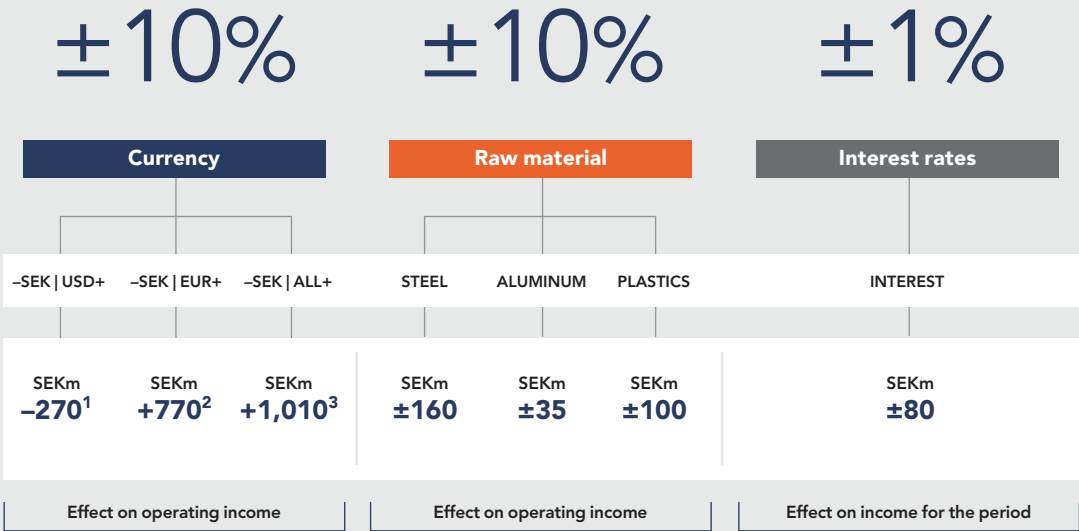 ±10% ±10% ±1%
Currency Raw material Interest rates
–SEK | USD+ –SEK | EUR+ –SEK | ALL+ STEEL ALUMINUM PLASTICS INTEREST
SEKm SEKm SEKm SEKm SEKm SEKm SEKm
–270¹ +770² +1,010³ ±160 ±35 ±100 ±80
Effect on operating income Effect on operating income Effect on income for the period